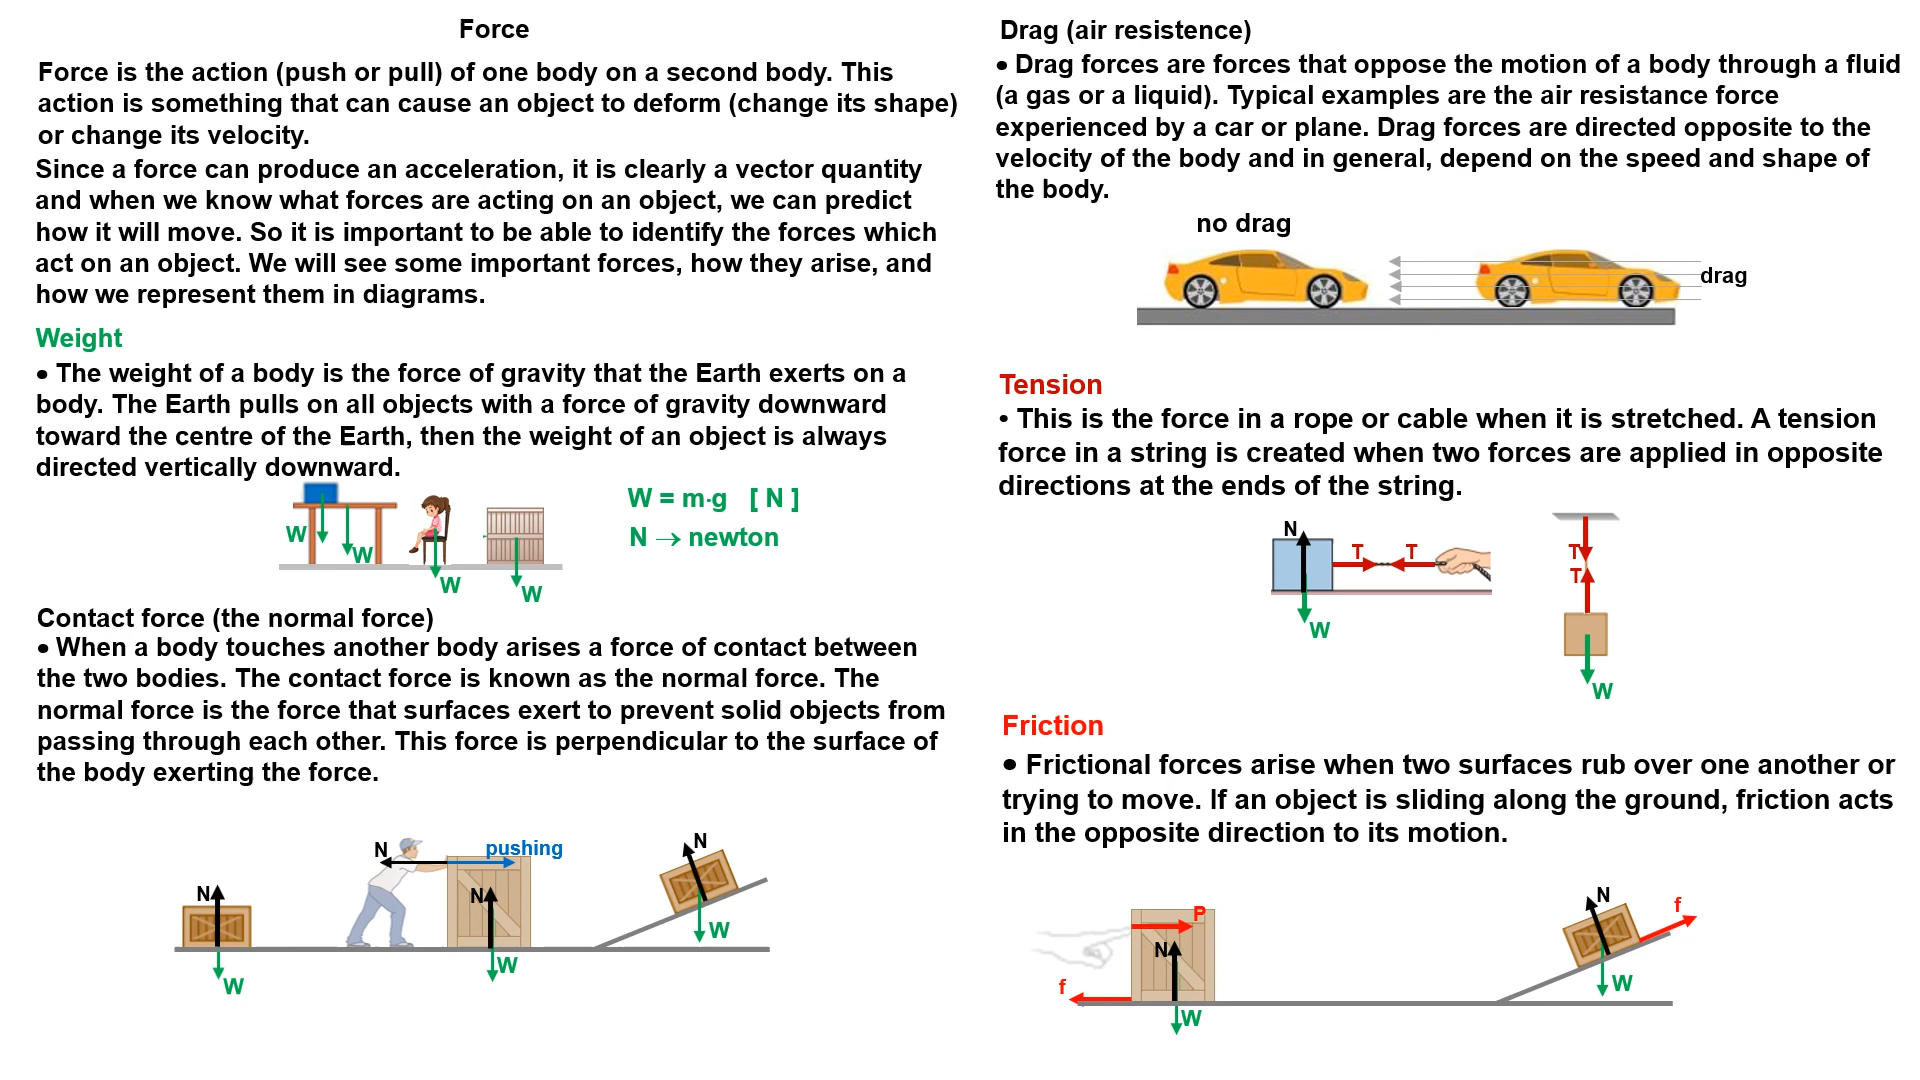 Force
Force is the action (push or pull) of one body on a second body. This
action is something that can cause an object to deform (change its shape)
or change its velocity.
Since a force can produce an acceleration, it is clearly a vector quantity
and when we know what forces are acting on an object, we can predict
how it will move. So it is important to be able to identify the forces which
act on an object. We will see some important forces, how they arise, and
how we represent them in diagrams.
Weight
• The weight of a body is the force of gravity that the Earth exerts on a
body. The Earth pulls on all objects with a force of gravity downward
toward the centre of the Earth, then the weight of an object is always
directed vertically downward.
W = m·g [ N ]
N → newton
W
W
W
W
Contact force (the normal force)
• When a body touches another body arises a force of contact between
the two bodies. The contact force is known as the normal force. The
normal force is the force that surfaces exert to prevent solid objects from
passing through each other. This force is perpendicular to the surface of
the body exerting the force.
N
W
N
pushing
N
W
N
W
Drag (air resistence)
• Drag forces are forces that oppose the motion of a body through a fluid
(a gas or a liquid). Typical examples are the air resistance force
experienced by a car or plane. Drag forces are directed opposite to the
velocity of the body and in general, depend on the speed and shape of
the body.
no drag
drag
Tension
• This is the force in a rope or cable when it is stretched. A tension
force in a string is created when two forces are applied in opposite
directions at the ends of the string.
N
T
T
W
T
T
W
Friction
• Frictional forces arise when two surfaces rub over one another or
trying to move. If an object is sliding along the ground, friction acts
in the opposite direction to its motion.
P
N
f
W
N
f
W